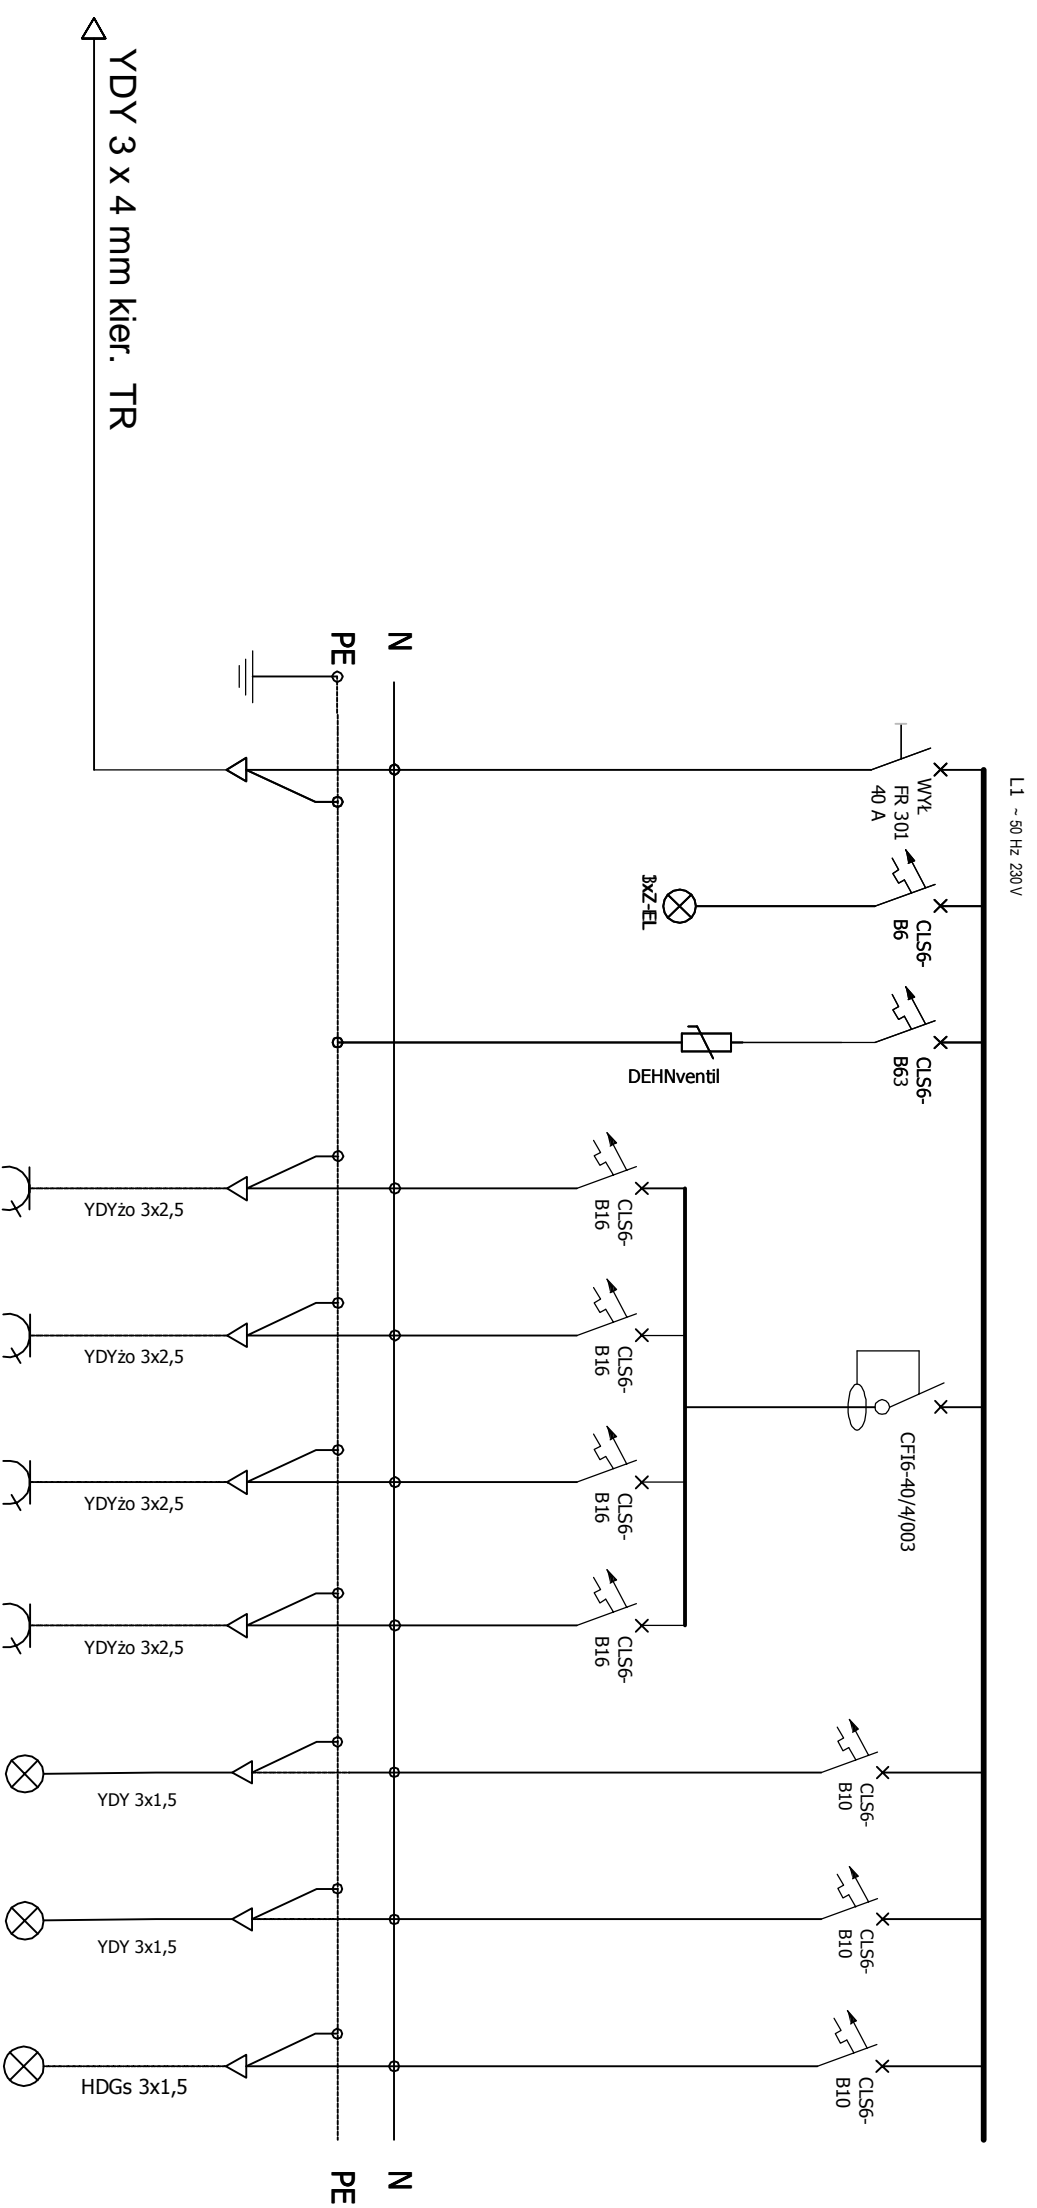 L1 ~ 50 Hz 230 V
WYŁ
FR 301
40 A
CLS6-
B6
CLS6-
B63
CFI6-40/4/003
CLS6-
B10
CLS6-
B10
CLS6-
B10
3xZ-EL
DEHNventil
CLS6-
B16
CLS6-
B16
CLS6-
B16
CLS6-
B16
N
N
PE
PE
YDY 3 x 4 mm kier. TR
YDYżo 3x2,5
YDYżo 3x2,5
YDYżo 3x2,5
YDYżo 3x2,5
YDY 3x1,5
YDY 3x1,5
HDGs 3x1,5